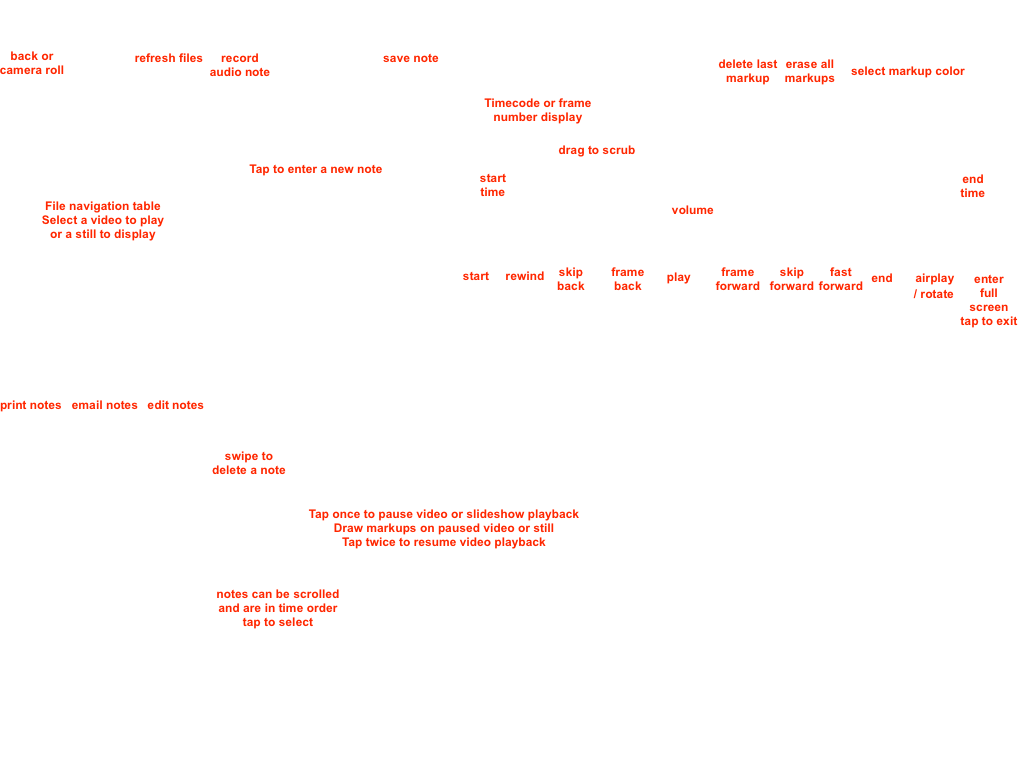 back or
camera roll
refresh files
record
audio note
save note
delete last
markup
erase all
markups
select markup color
Timecode or frame
number display
drag to scrub
Tap to enter a new note
start
time
end
time
File navigation table
Select a video to play
or a still to display
volume
start
rewind
skip
back
frame
back
play
frame
forward
skip
forward
fast
forward
end
airplay
/ rotate
enter
full
screen
tap to exit
print notes
email notes
edit notes
swipe to
delete a note
Tap once to pause video or slideshow playback
Draw markups on paused video or still
Tap twice to resume video playback
notes can be scrolled
and are in time order
tap to select